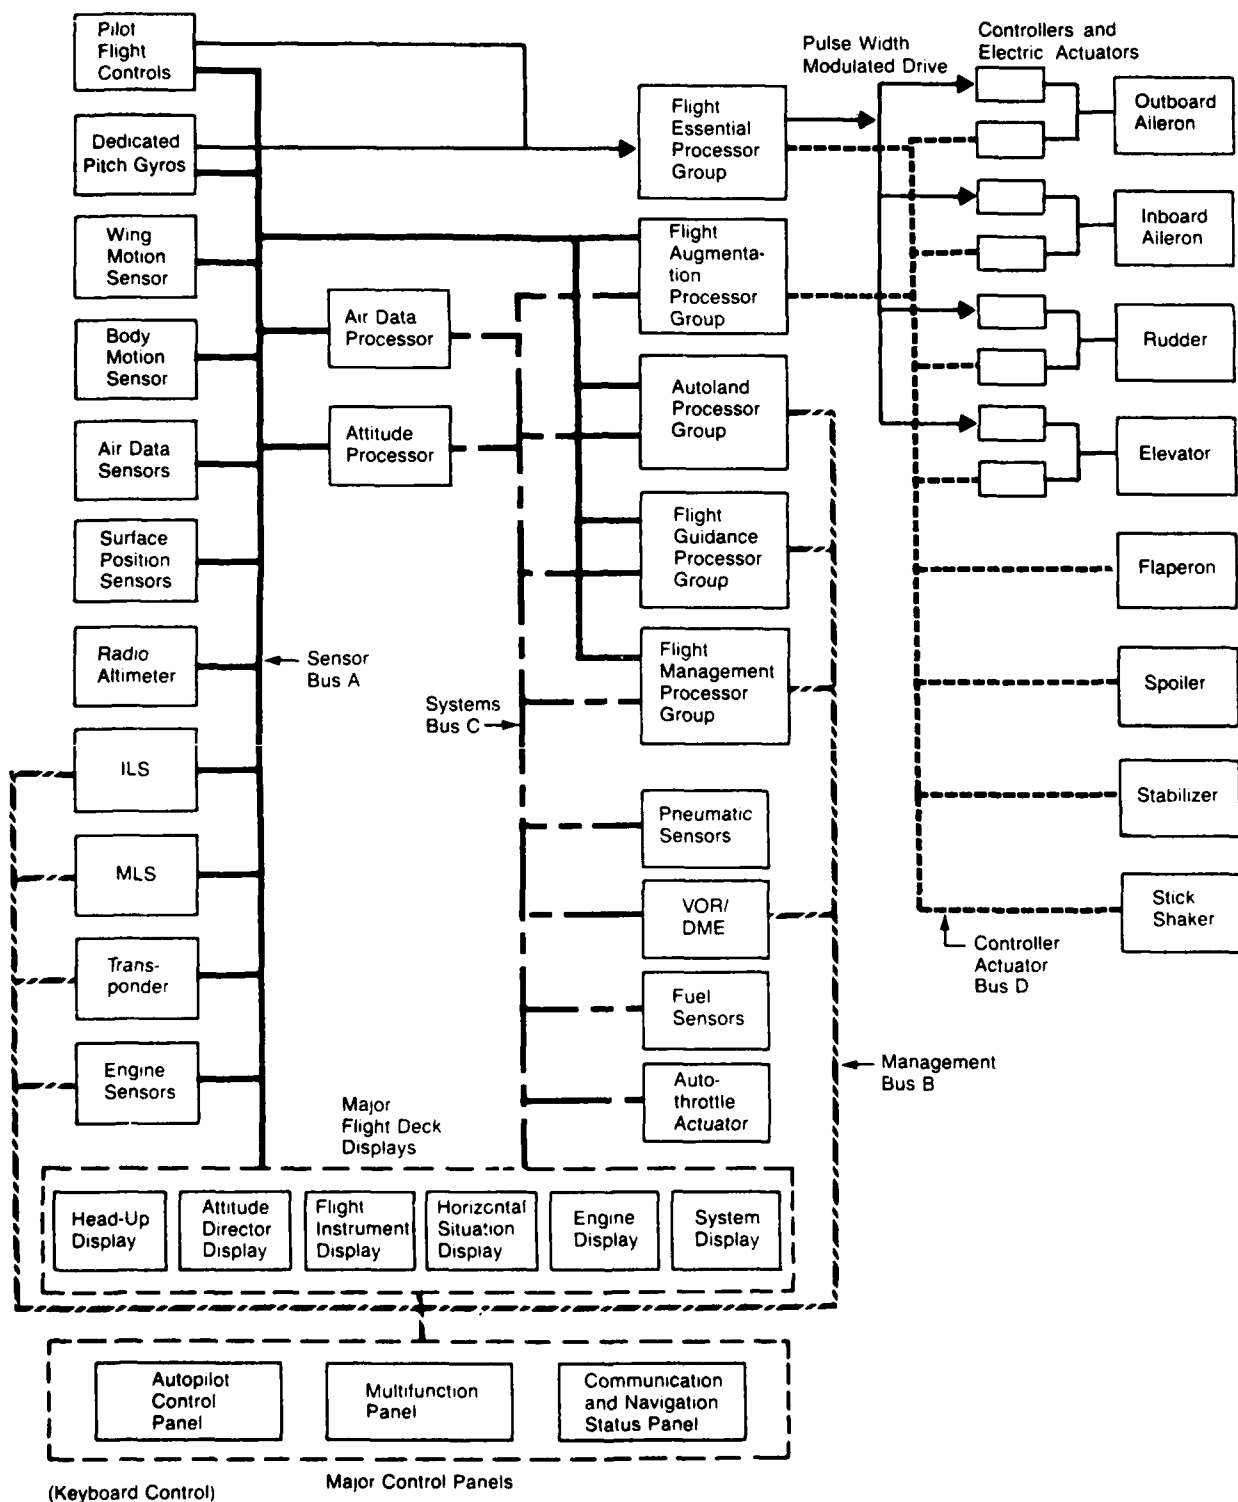 Pilot
Flight
Controls
Dedicated
Pitch Gyros
Wing
Motion
Sensor
Body
Motion
Sensor
Air Data
Sensors
Surface
Position
Sensors
Radio
Altimeter
ILS
MLS
Trans-
ponder
Engine
Sensors
Air Data
Processor
Attitude
Processor
Sensor
Bus A
Systems
Bus C
Flight
Essential
Processor
Group
Flight
Augmenta-
tion
Processor
Group
Autoland
Processor
Group
Flight
Guidance
Processor
Group
Flight
Management
Processor
Group
Pneumatic
Sensors
VOR/
DME
Fuel
Sensors
Auto-
throttle
Actuator
Pulse Width
Modulated Drive
Controllers and
Electric Actuators
Outboard
Aileron
Inboard
Aileron
Rudder
Elevator
Flaperon
Spoiler
Stabilizer
Stick
Shaker
Controller
Actuator
Bus D
Management
Bus B
Major
Flight Deck
Displays
Head-Up
Display
Attitude
Director
Display
Flight
Instrument
Display
Horizontal
Situation
Display
Engine
Display
System
Display
Autopilot
Control
Panel
Multifunction
Panel
Communication
and Navigation
Status Panel
(Keyboard Control)
Major Control Panels